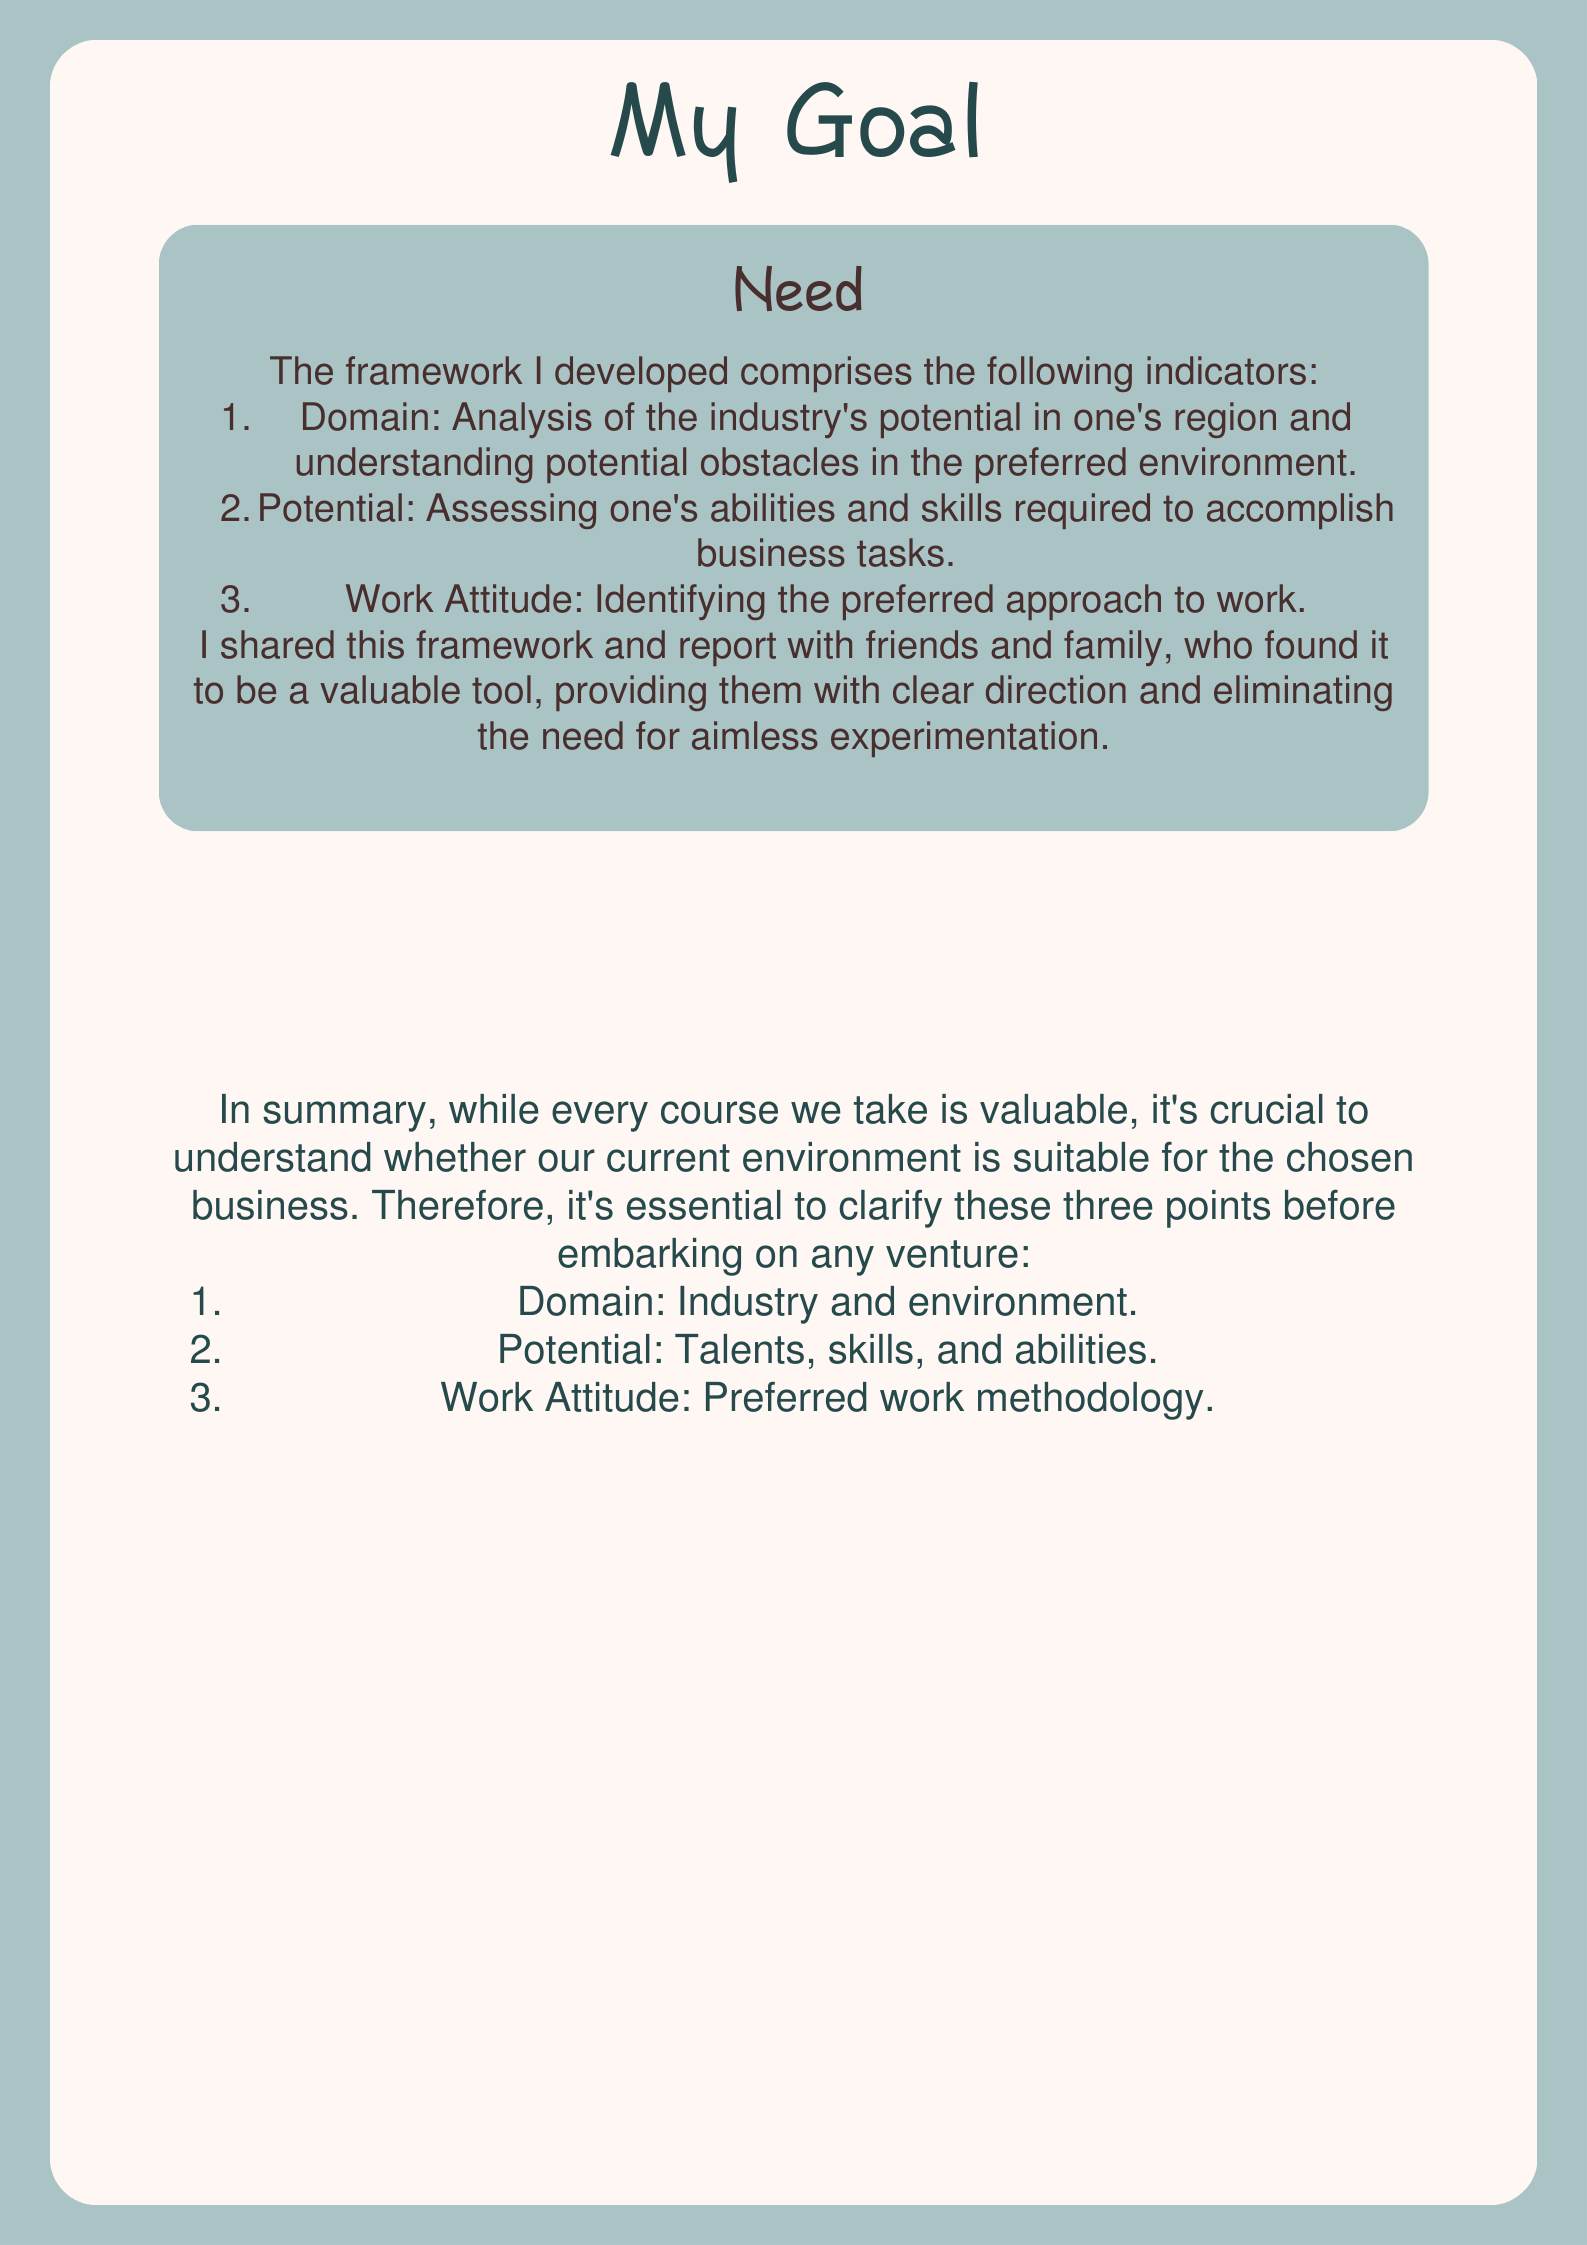 My Goal
Need
The framework I developed comprises the following indicators:
1. Domain: Analysis of the industry's potential in one's region and
understanding potential obstacles in the preferred environment.
2. Potential: Assessing one's abilities and skills required to accomplish
business tasks.
3. Work Attitude: Identifying the preferred approach to work.
I shared this framework and report with friends and family, who found it
to be a valuable tool, providing them with clear direction and eliminating
the need for aimless experimentation.
In summary, while every course we take is valuable, it's crucial to
understand whether our current environment is suitable for the chosen
business. Therefore, it's essential to clarify these three points before
embarking on any venture:
1. Domain: Industry and environment.
2. Potential: Talents, skills, and abilities.
3. Work Attitude: Preferred work methodology.